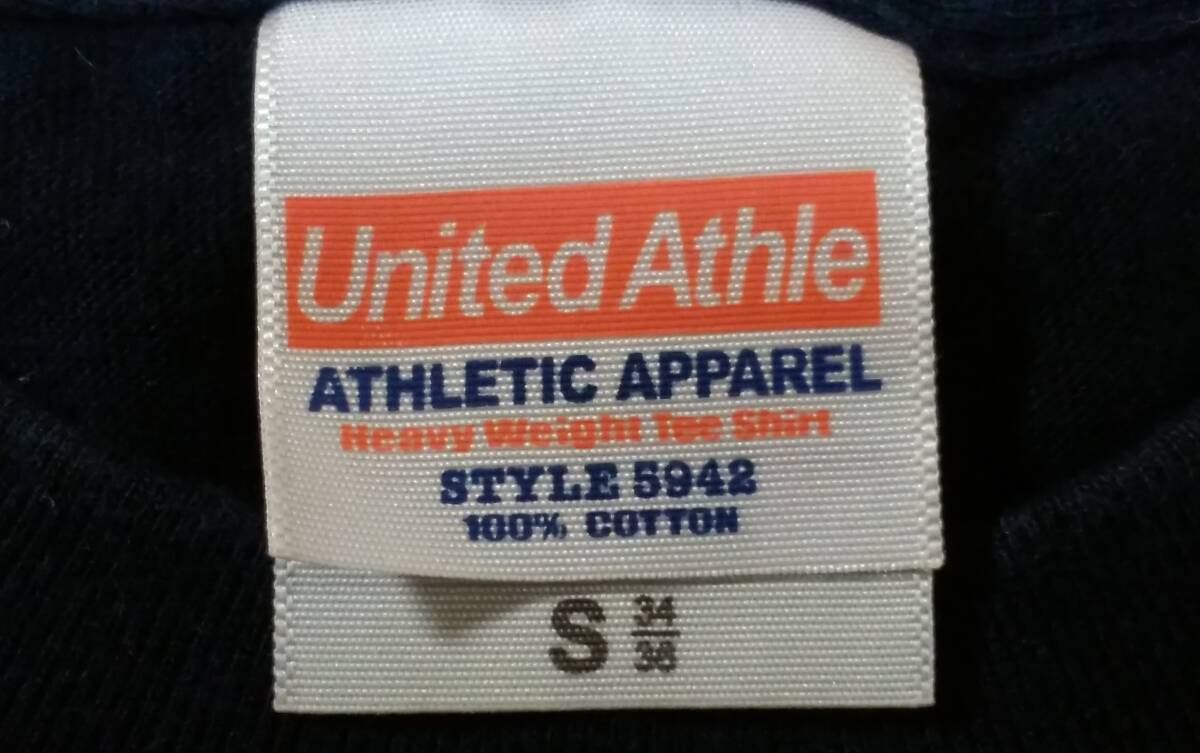 United Athle
ATHLETIC APPAREL
Heavy Weight Tee Shirt
STYLE 5942
100% COTTON
S 34
36